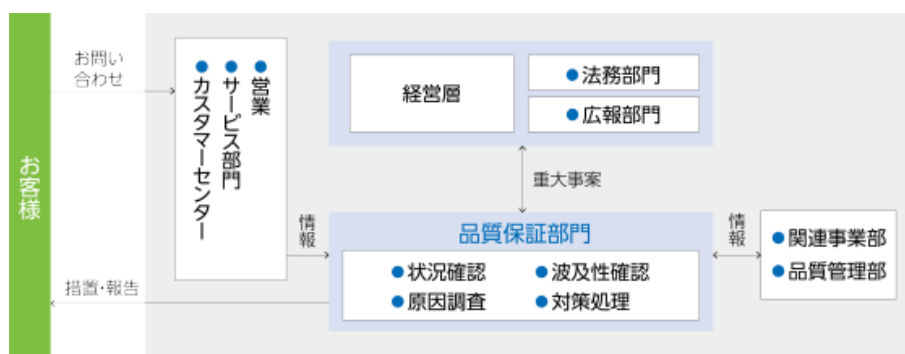 お客様
お問い
合わせ
●営業
●サービス部門
●カスタマーセンター
経営層
●法務部門
●広報部門
重大事案
情報
品質保証部門
●状況確認
●波及性確認
●原因調査
●対策処理
情報
●関連事業部
●品質管理部
措置・報告